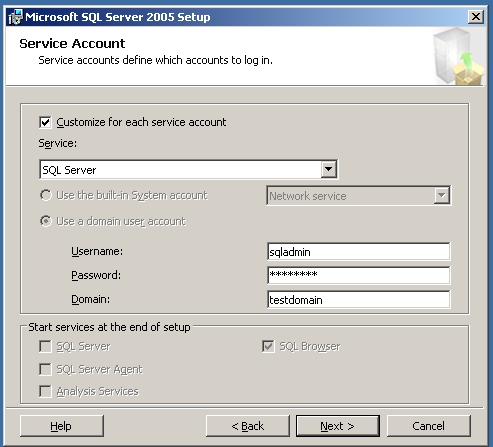 Microsoft SQL Server 2005 Setup
Service Account
Service accounts define which accounts to log in.
Customize for each service account
Service:
SQL Server
Use the built-in System account
Network service
Use a domain user account
Username:
sqladmin
Password:
********
Domain:
testdomain
Start services at the end of setup
SQL Server
SQL Browser
SQL Server Agent
Analysis Services
Help
< Back
Next >
Cancel